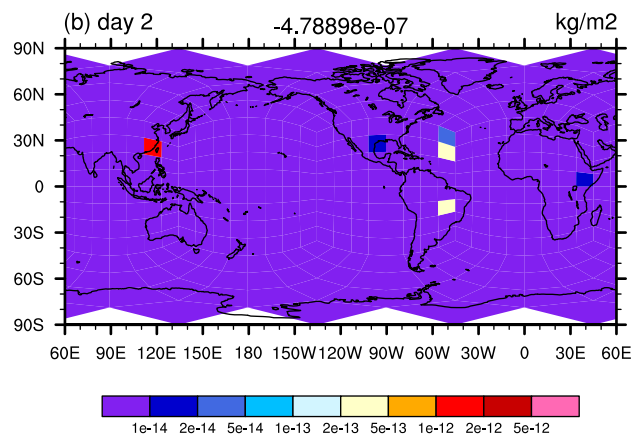 (b) day 2 -4.78898e-07 kg/m2
90N
60N
30N
0
30S
60S
90S
60E 90E 120E 150E 180 150W 120W 90W 60W 30W 0 30E 60E
1e-14 2e-14 5e-14 1e-13 2e-13 5e-13 1e-12 2e-12 5e-12